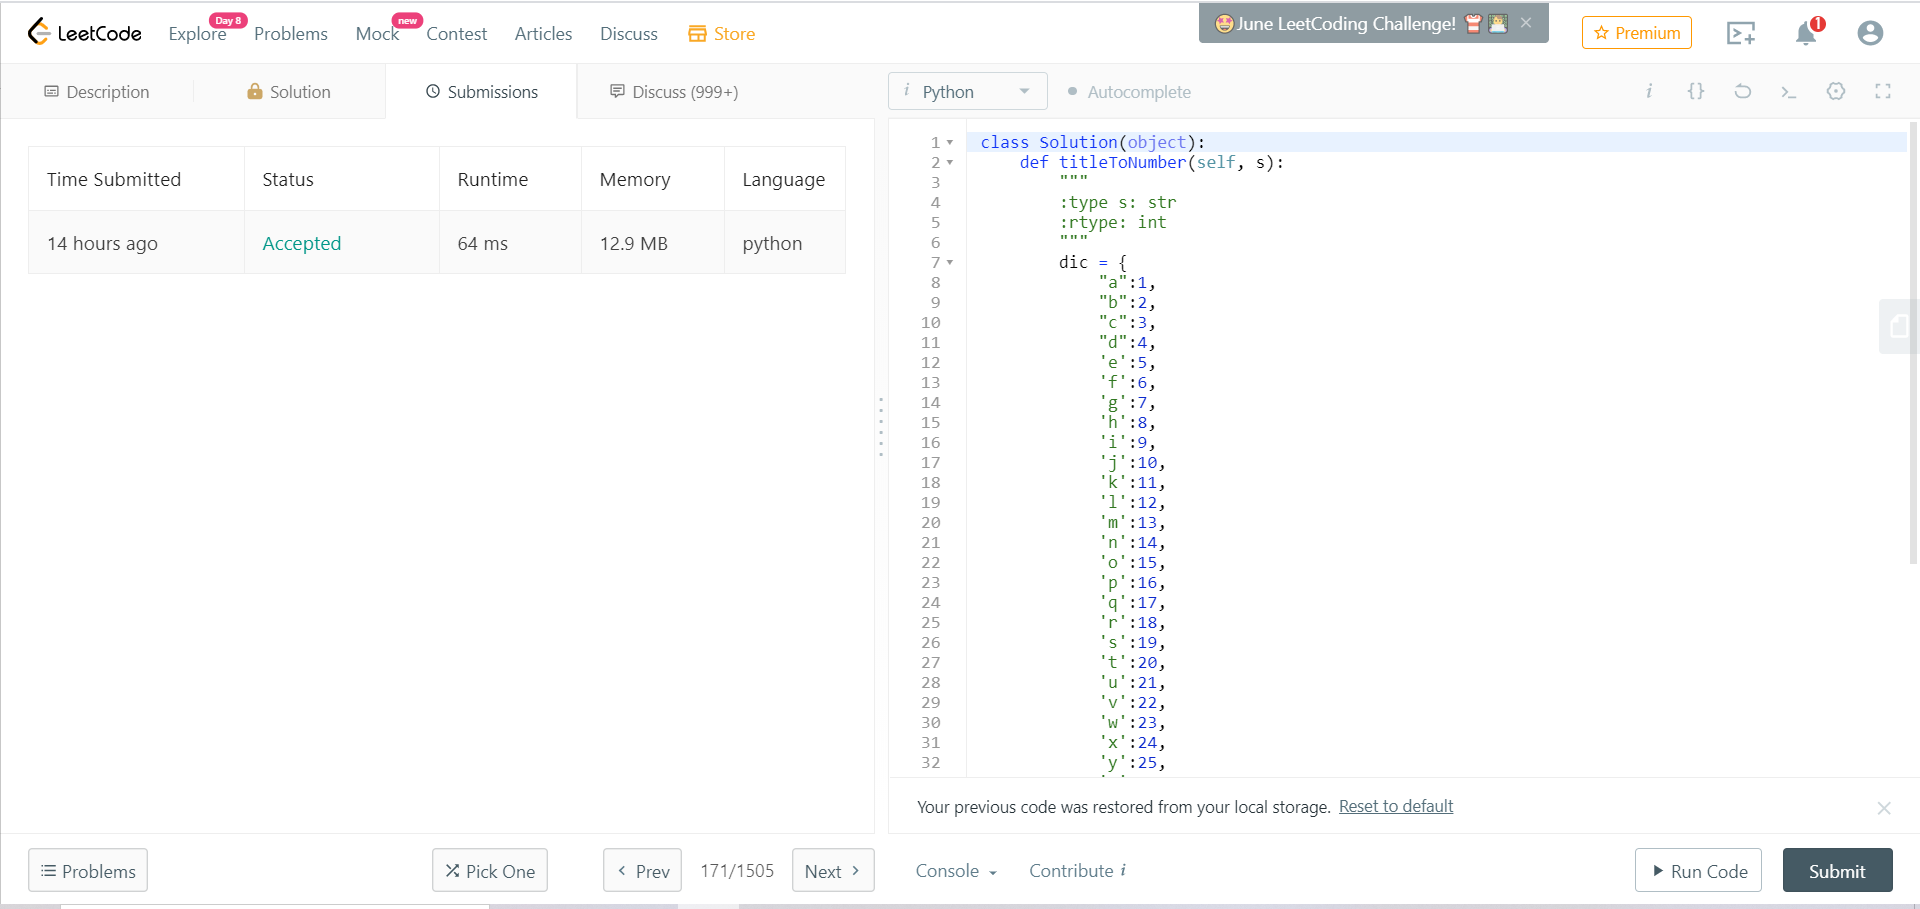 LeetCode
Explore Day 8
Problems
Mock new
Contest
Articles
Discuss
Store
June LeetCoding Challenge!
Premium
1
Description
Solution
Submissions
Discuss (999+)
i Python
Autocomplete
Time Submitted Status Runtime Memory Language
14 hours ago Accepted 64 ms 12.9 MB python
1 class Solution(object):
2 def titleToNumber(self, s):
3 """
4 :type s: str
5 :rtype: int
6 """
7 dic = {
8 "a":1,
9 "b":2,
10 "c":3,
11 "d":4,
12 'e':5,
13 'f':6,
14 'g':7,
15 'h':8,
16 'i':9,
17 'j':10,
18 'k':11,
19 'l':12,
20 'm':13,
21 'n':14,
22 'o':15,
23 'p':16,
24 'q':17,
25 'r':18,
26 's':19,
27 't':20,
28 'u':21,
29 'v':22,
30 'w':23,
31 'x':24,
32 'y':25,
Your previous code was restored from your local storage. Reset to default
Problems
Pick One
Prev
171/1505
Next
Console
Contribute i
Run Code
Submit